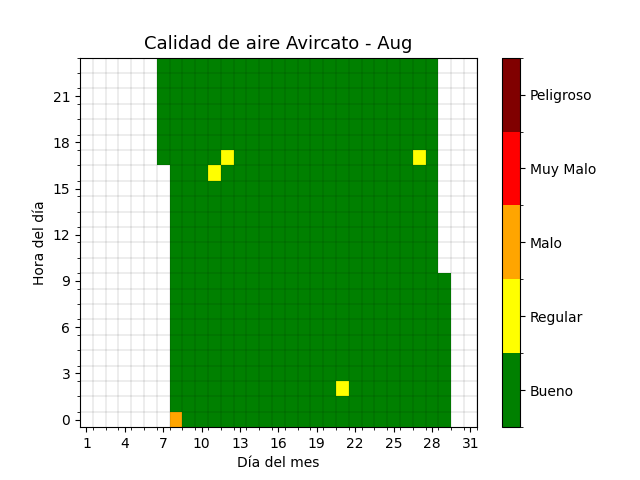 Calidad de aire Avircato - Aug
Hora del día
21
18
15
12
9
6
3
0
1 4 7 10 13 16 19 22 25 28 31
Día del mes
Peligroso
Muy Malo
Malo
Regular
Bueno